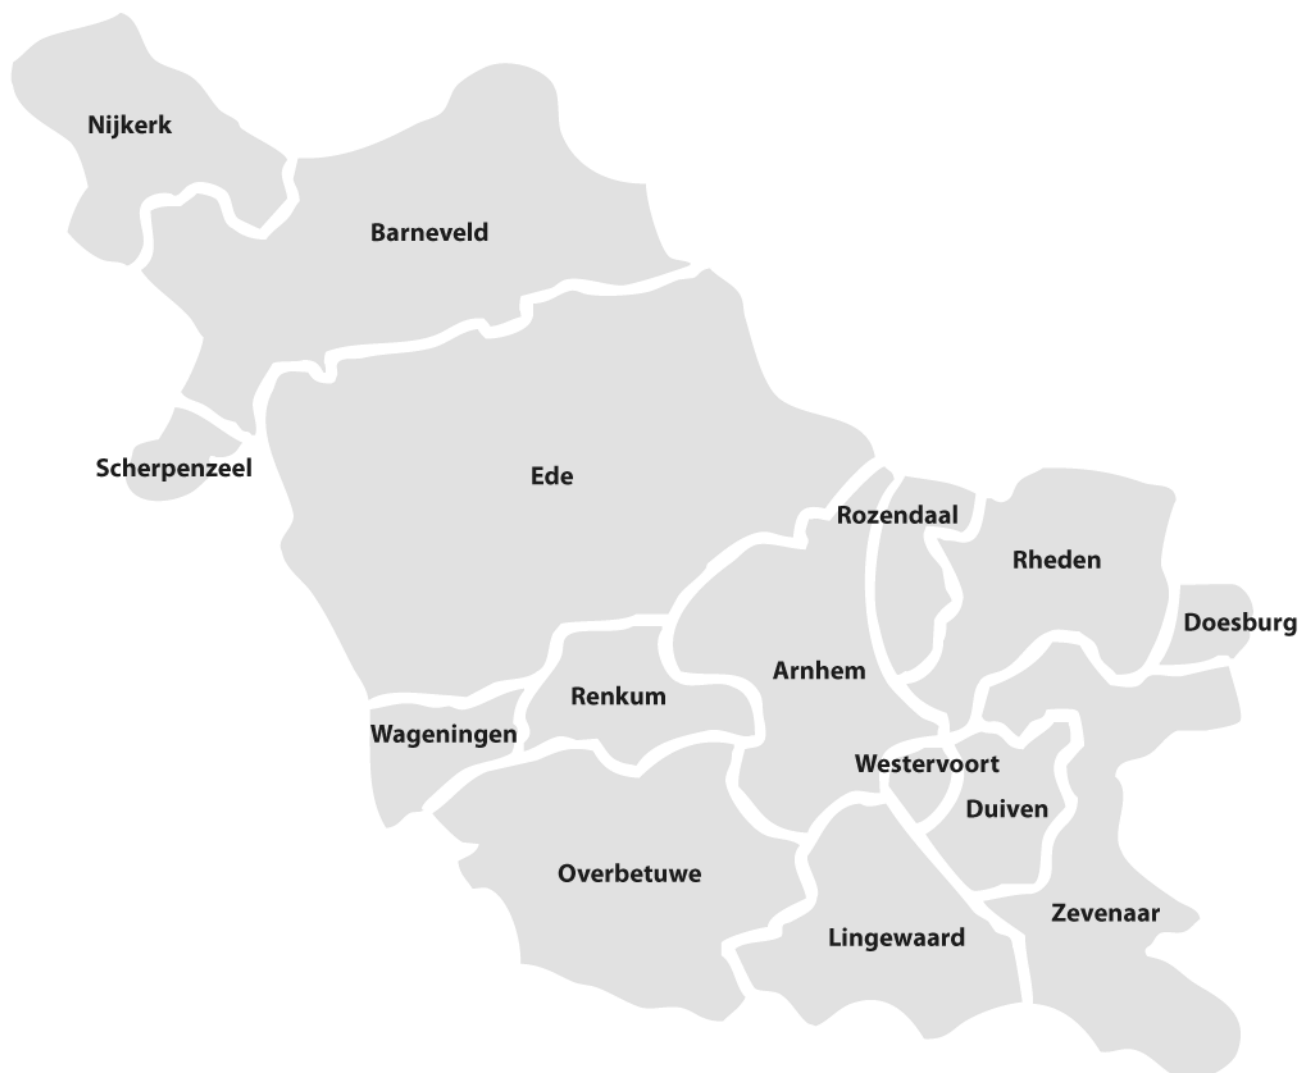 Nijkerk
Barneveld
Scherpenzeel
Ede
Rozendaal
Rheden
Doesburg
Arnhem
Renkum
Wageningen
Westervoort
Duiven
Overbetuwe
Zevenaar
Lingewaard